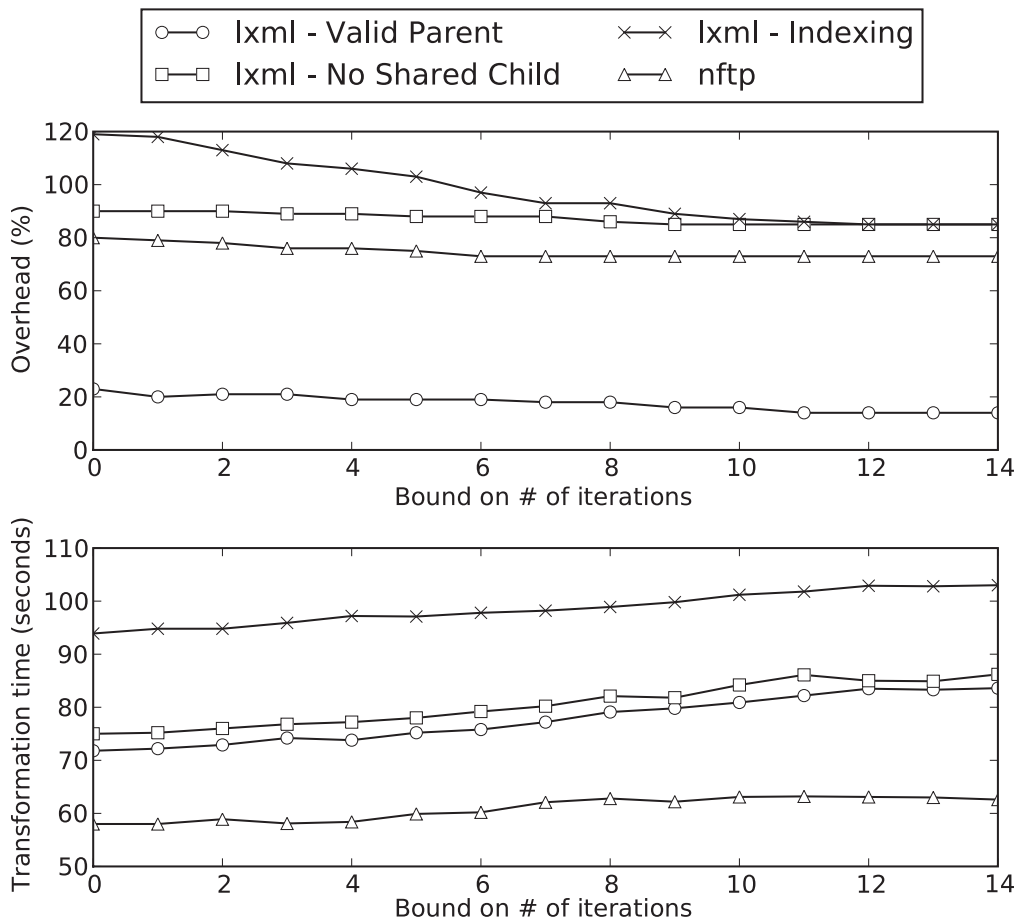 lxml - Valid Parent
lxml - No Shared Child
lxml - Indexing
nftp
120
100
80
60
40
20
0
Overhead (%)
0 2 4 6 8 10 12 14
Bound on # of iterations
110
100
90
80
70
60
50
Transformation time (seconds)
0 2 4 6 8 10 12 14
Bound on # of iterations